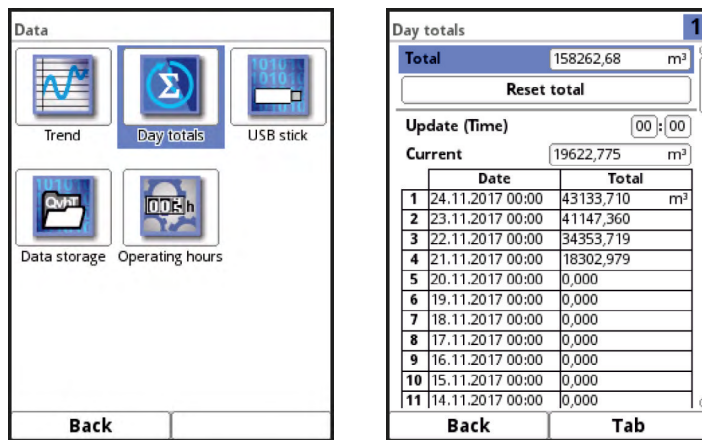 Data
1010
1010
Trend
Day totals
USB stick
1010
QvhT
00:5 h
Data storage
Operating hours
Back
Day totals
1
Total 158262,68 m³
Reset total
Update (Time) 00 : 00
Current 19622,775 m³
Date Total
1 24.11.2017 00:00 43133,710 m³
2 23.11.2017 00:00 41147,360
3 22.11.2017 00:00 34353,719
4 21.11.2017 00:00 18302,979
5 20.11.2017 00:00 0,000
6 19.11.2017 00:00 0,000
7 18.11.2017 00:00 0,000
8 17.11.2017 00:00 0,000
9 16.11.2017 00:00 0,000
10 15.11.2017 00:00 0,000
11 14.11.2017 00:00 0,000
Back Tab